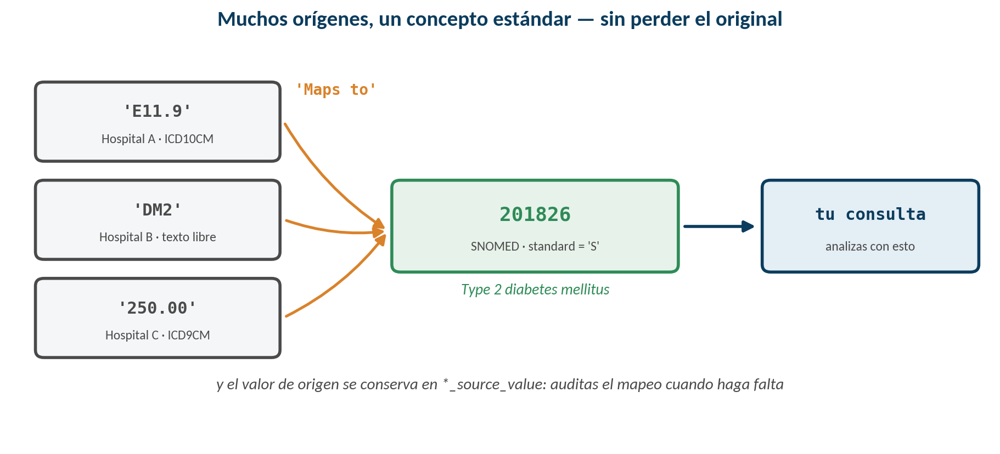 Muchos orígenes, un concepto estándar — sin perder el original
'Maps to'
'E11.9'
Hospital A · ICD10CM
'DM2'
Hospital B · texto libre
'250.00'
Hospital C · ICD9CM
201826
SNOMED · standard = 'S'
Type 2 diabetes mellitus
tu consulta
analizas con esto
y el valor de origen se conserva en *_source_value: auditas el mapeo cuando haga falta